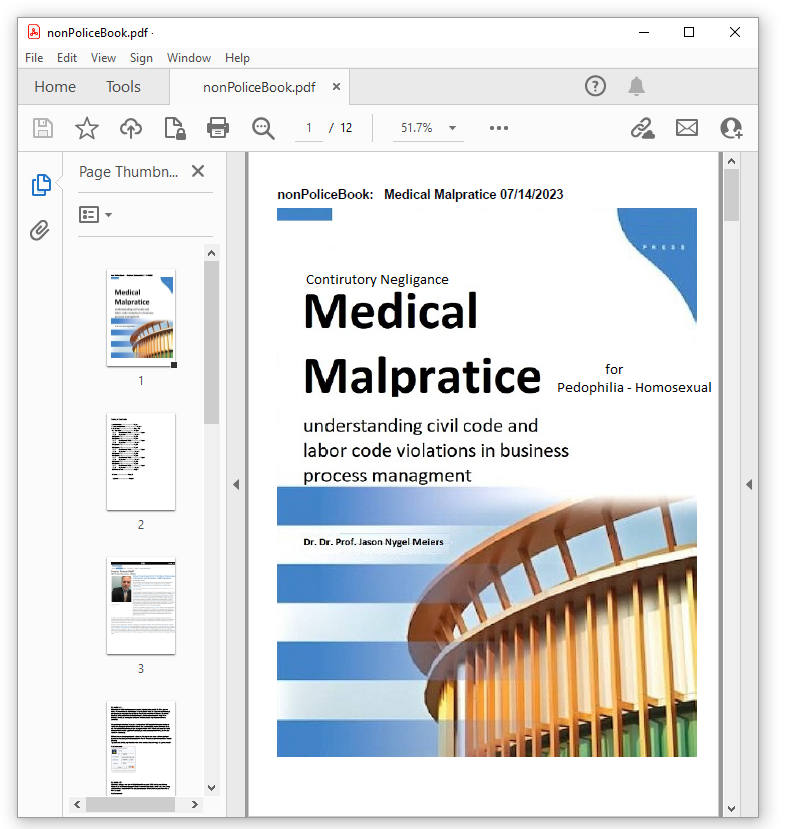 nonPoliceBook.pdf -
File Edit View Sign Window Help
Home Tools nonPoliceBook.pdf × ?
1 / 12 51.7%
Page Thumbn...
nonPoliceBook: Medical Malpratice 07/14/2023
PRESS
Contirutory Negligance
Medical
Malpratice
for
Pedophilia - Homosexual
understanding civil code and
labor code violations in business
process managment
Dr. Dr. Prof. Jason Nygel Meiers
Medical
Malpratice
1
2
3